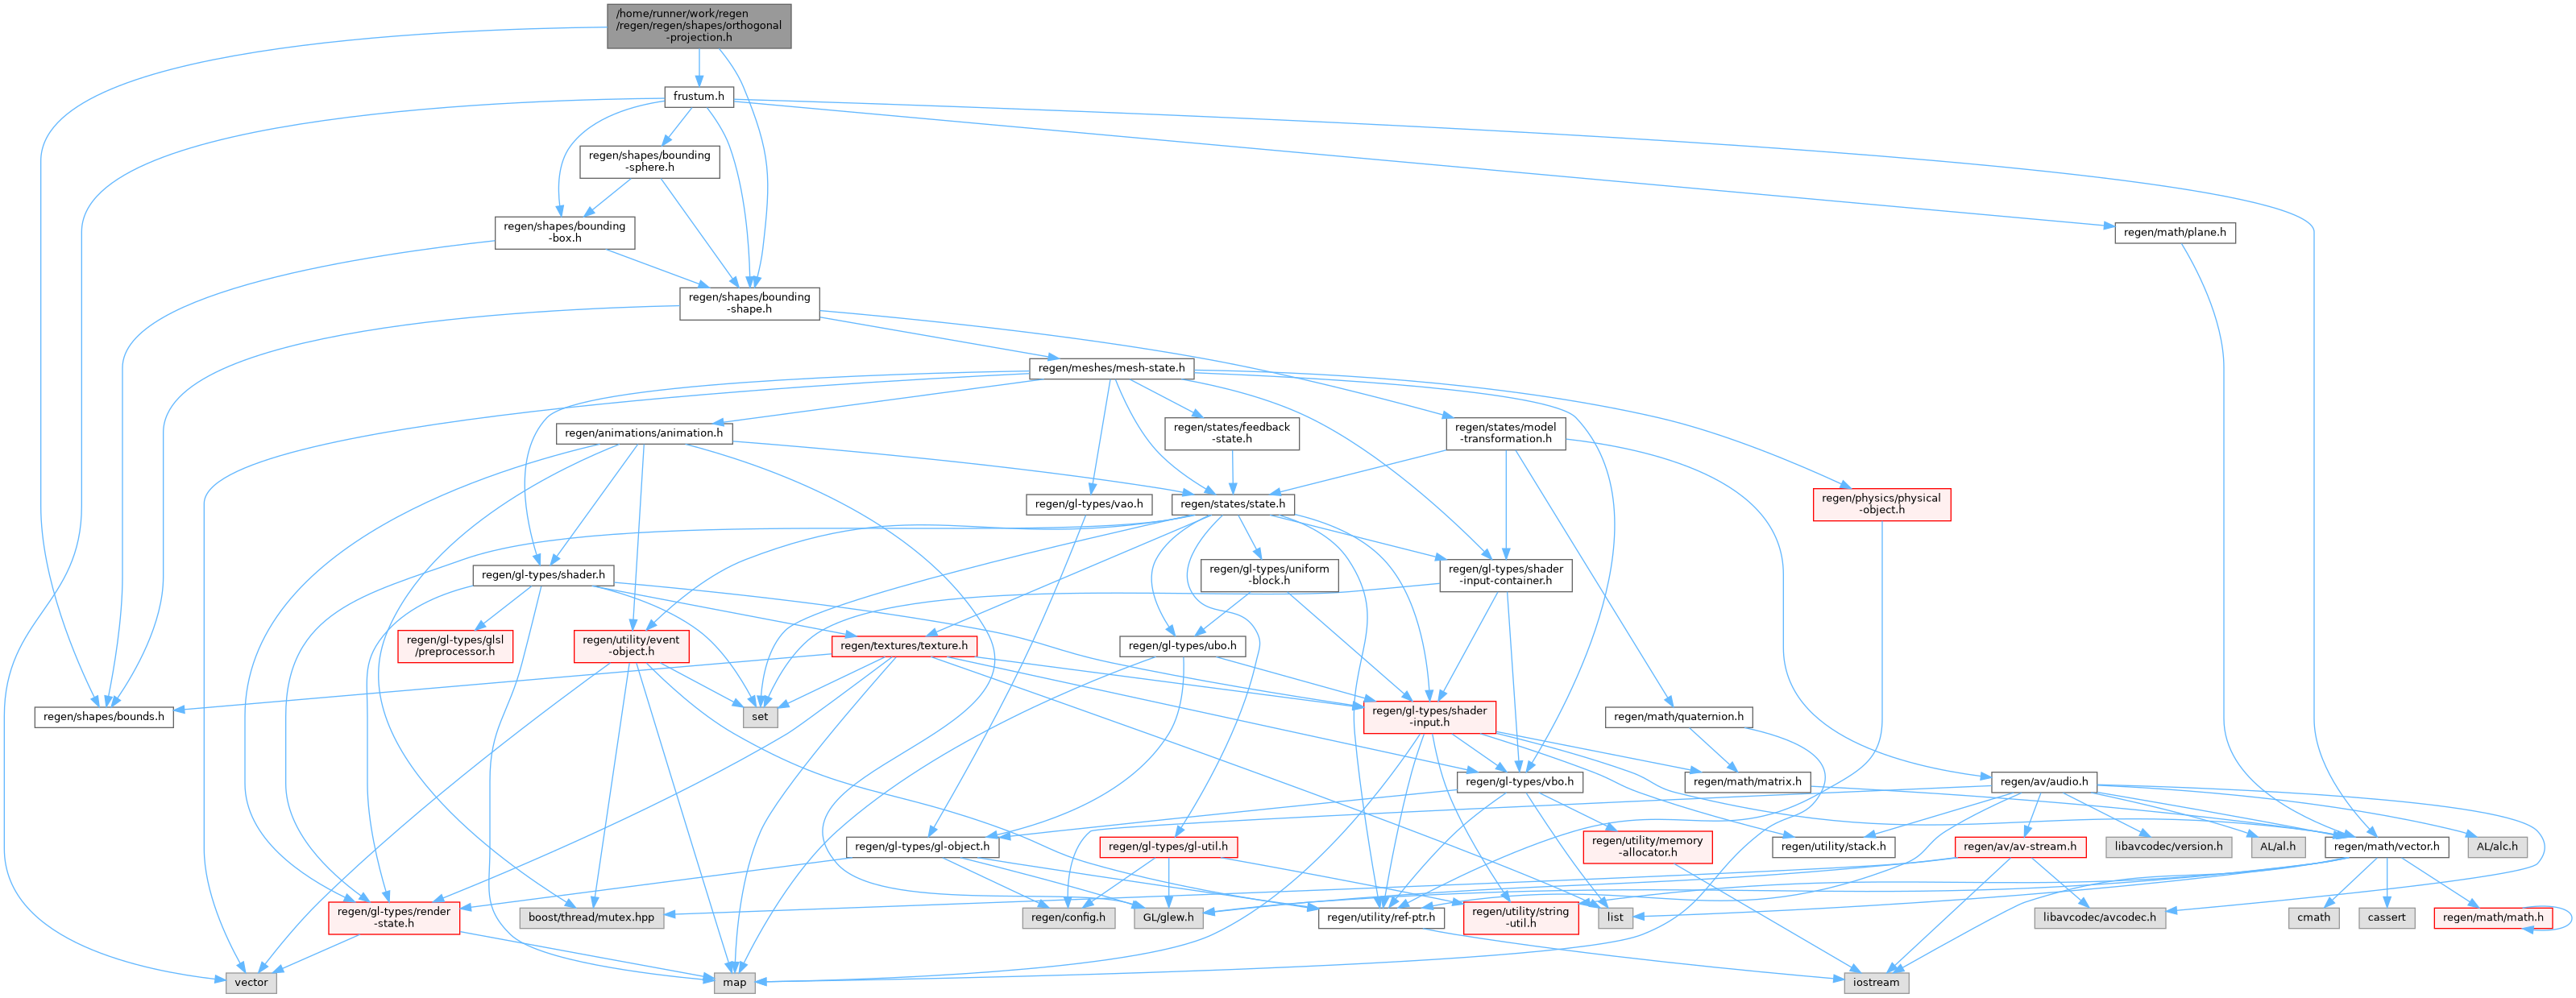 /home/runner/work/regen
/regen/regen/shapes/orthogonal
-projection.h
frustum.h
regen/shapes/bounding
-sphere.h
regen/shapes/bounding
-box.h
regen/math/plane.h
regen/shapes/bounding
-shape.h
regen/meshes/mesh-state.h
regen/animations/animation.h
regen/states/feedback
-state.h
regen/states/model
-transformation.h
regen/gl-types/vao.h
regen/states/state.h
regen/physics/physical
-object.h
regen/gl-types/shader.h
regen/gl-types/uniform
-block.h
regen/gl-types/shader
-input-container.h
regen/gl-types/glsl
/preprocessor.h
regen/utility/event
-object.h
regen/textures/texture.h
regen/gl-types/ubo.h
regen/shapes/bounds.h
set
regen/gl-types/shader
-input.h
regen/math/quaternion.h
regen/gl-types/vbo.h
regen/math/matrix.h
regen/av/audio.h
regen/gl-types/gl-object.h
regen/gl-types/gl-util.h
regen/utility/memory
-allocator.h
regen/utility/stack.h
regen/av/av-stream.h
libavcodec/version.h
AL/al.h
regen/math/vector.h
AL/alc.h
regen/gl-types/render
-state.h
boost/thread/mutex.hpp
regen/config.h
GL/glew.h
regen/utility/ref-ptr.h
regen/utility/string
-util.h
list
libavcodec/avcodec.h
cmath
cassert
regen/math/math.h
vector
map
iostream